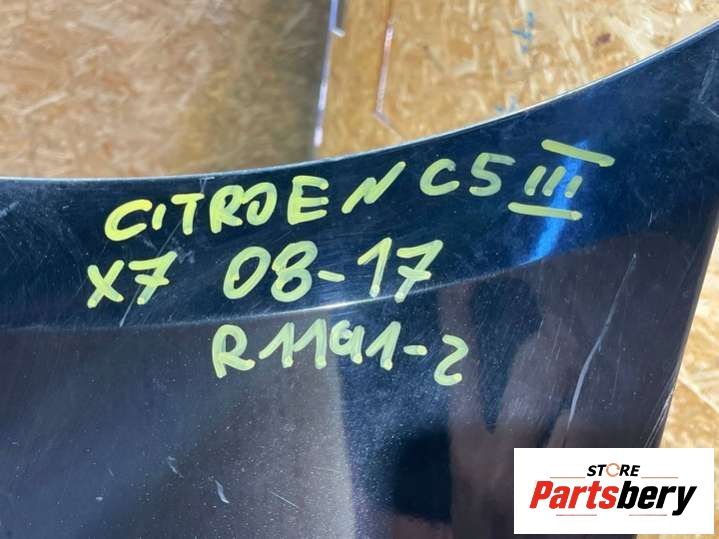 CITROEN C5 III
X7 08-17
R1191-2
STORE
Partsbery